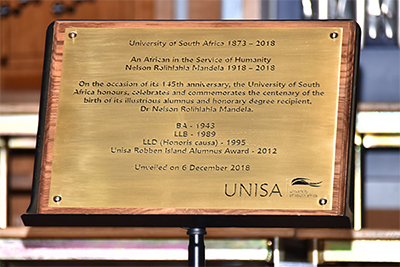 University of South Africa 1873 - 2018
An African in the Service of Humanity
Nelson Rolihlahla Mandela 1918 - 2018
On the occasion of its 145th anniversary, the University of South
Africa honours, celebrates and commemorates the centenary of the
birth of its illustrious alumnus and honorary degree recipient,
Dr Nelson Rolihlahla Mandela.
BA - 1943
LLB - 1989
LLD (Honoris causa) - 1995
Unisa Robben Island Alumnus Award - 2012
Unveiled on 6 December 2018
UNISA